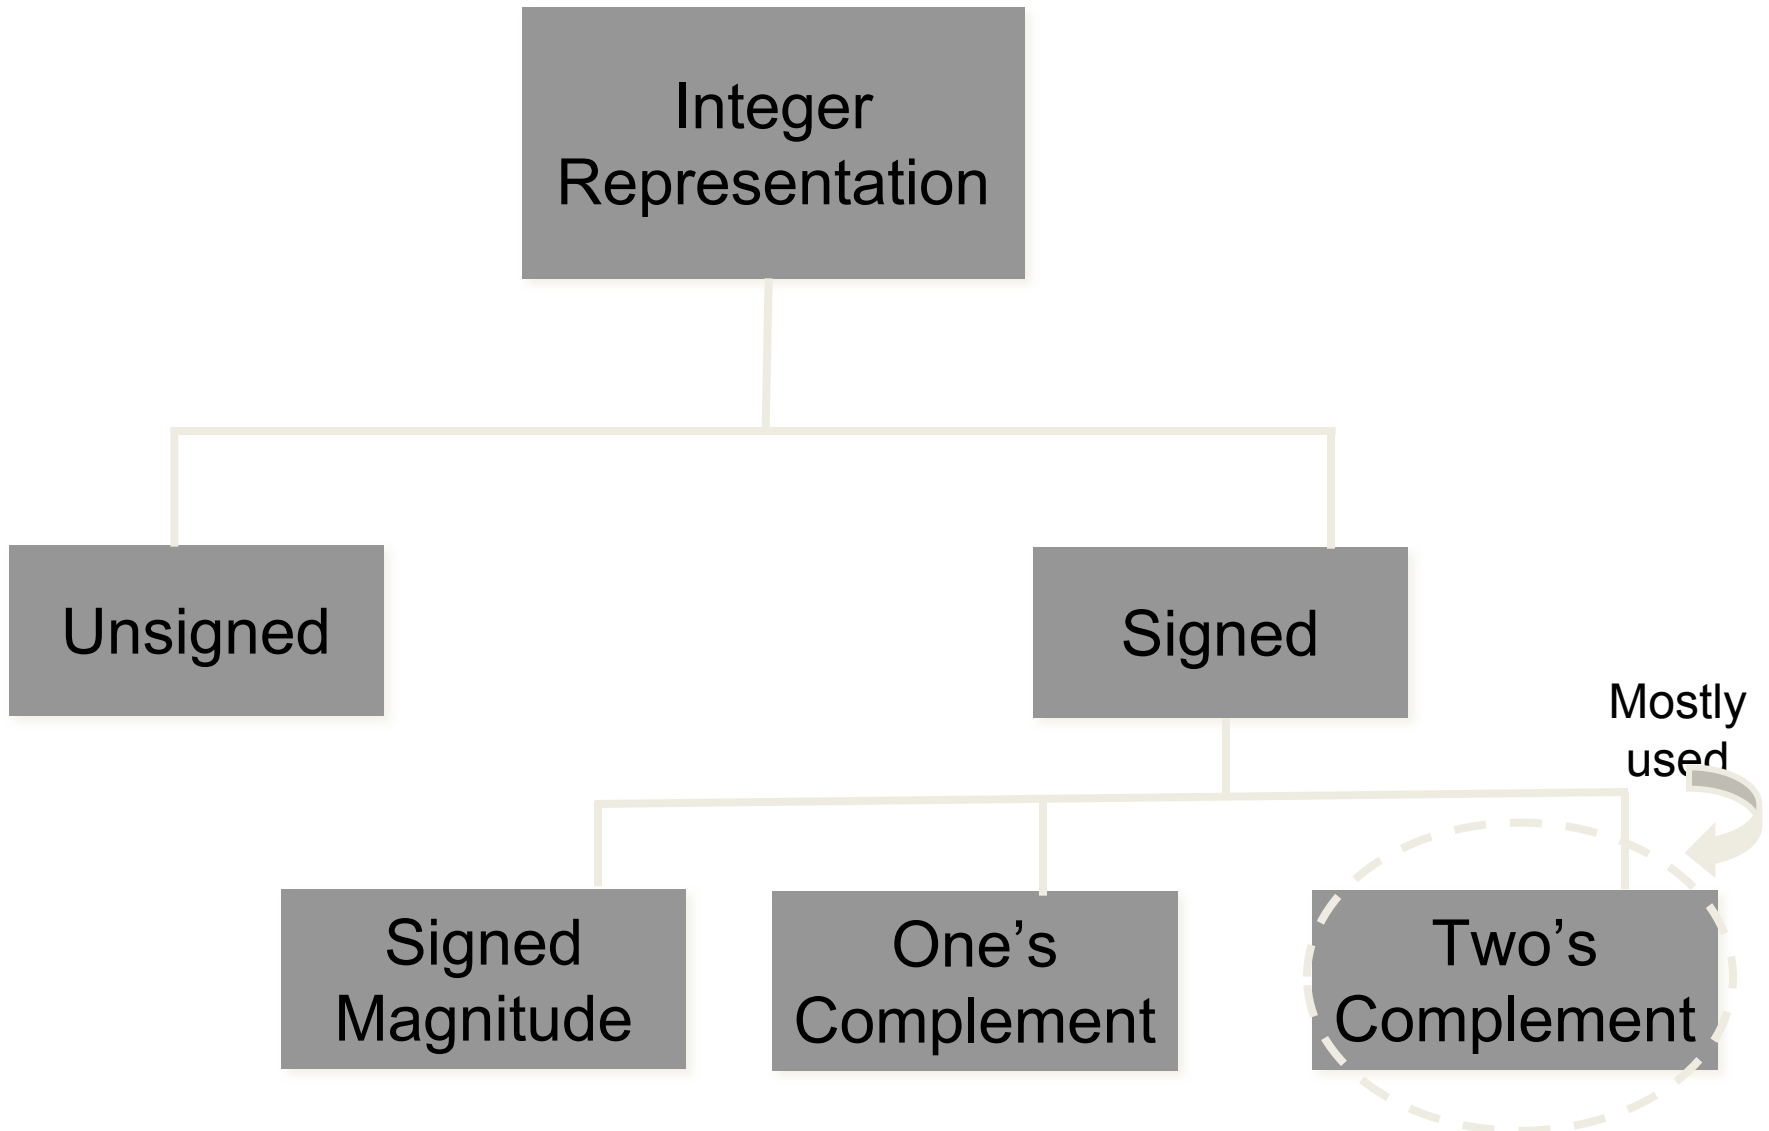 Integer
Representation
Unsigned
Signed
Mostly
used
Signed
Magnitude
One’s
Complement
Two’s
Complement